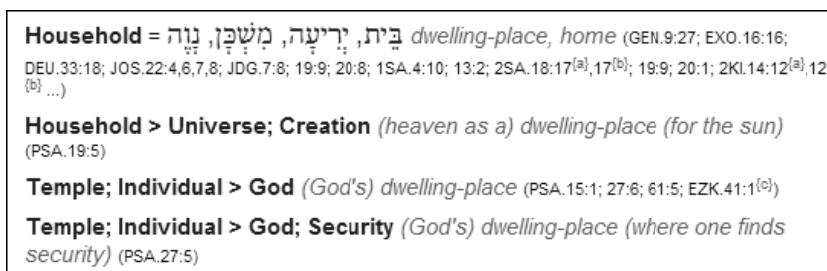 Household = בַּיִת, יְרִיעָה, מִשְׁכָּן, נָוֶה dwelling-place, home (GEN.9:27; EXO.16:16;
DEU.33:18; JOS.22:4,6,7,8; JDG.7:8; 19:9; 20:8; 1SA.4:10; 13:2; 2SA.18:17{a},17{b}; 19:9; 20:1; 2KI.14:12{a},12
{b} ...)
Household > Universe; Creation (heaven as a) dwelling-place (for the sun)
(PSA.19:5)
Temple; Individual > God (God's) dwelling-place (PSA.15:1; 27:6; 61:5; EZK.41:1{c})
Temple; Individual > God; Security (God's) dwelling-place (where one finds
security) (PSA.27:5)